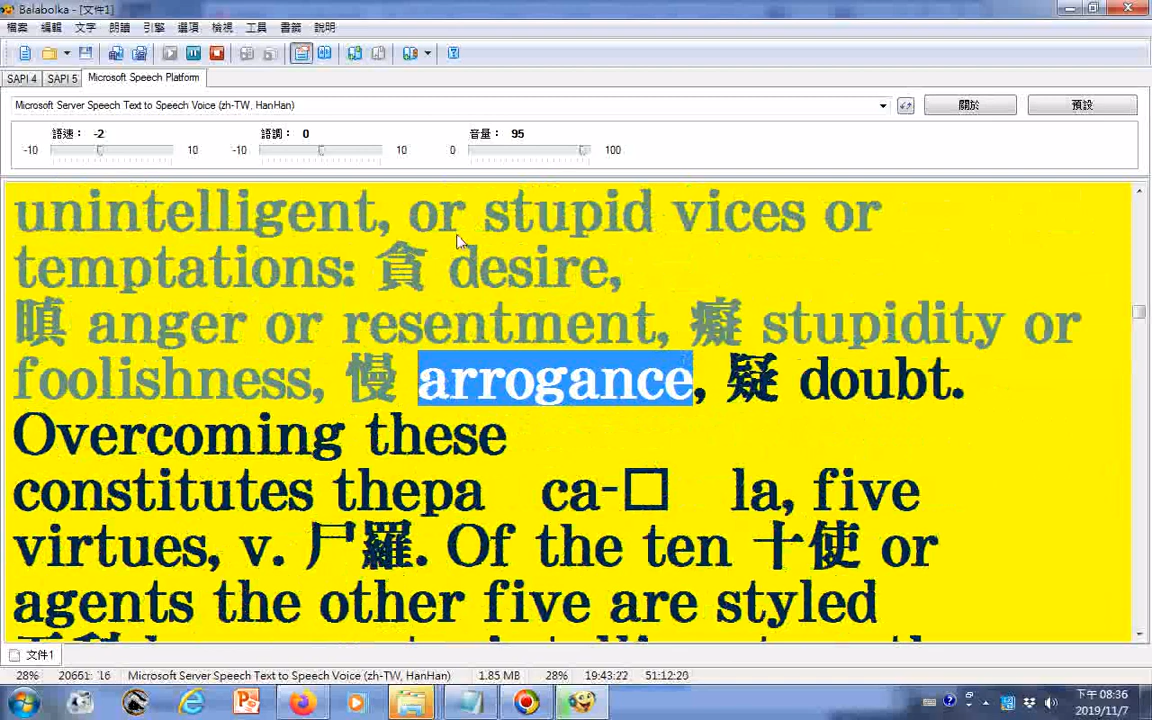 Balabolka - [文件1]
檔案 編輯 文字 朗讀 引擎 選項 檢視 工具 書籤 說明
SAPI 4 SAPI 5 Microsoft Speech Platform
Microsoft Server Speech Text to Speech Voice (zh-TW, HanHan) 關於 預設
語速： -2 語調： 0 音量： 95
-10 10 -10 10 0 100
unintelligent, or stupid vices or
temptations: 貪 desire,
瞋 anger or resentment, 癡 stupidity or
foolishness, 慢 arrogance, 疑 doubt.
Overcoming these
constitutes thepa ca-□ la, five
virtues, v. 尸羅. Of the ten 十使 or
agents the other five are styled
文件1
28% 20661: 16 Microsoft Server Speech Text to Speech Voice (zh-TW, HanHan) 1.85 MB 28% 19:43:22 51:12:20
下午 08:36
2019/11/7